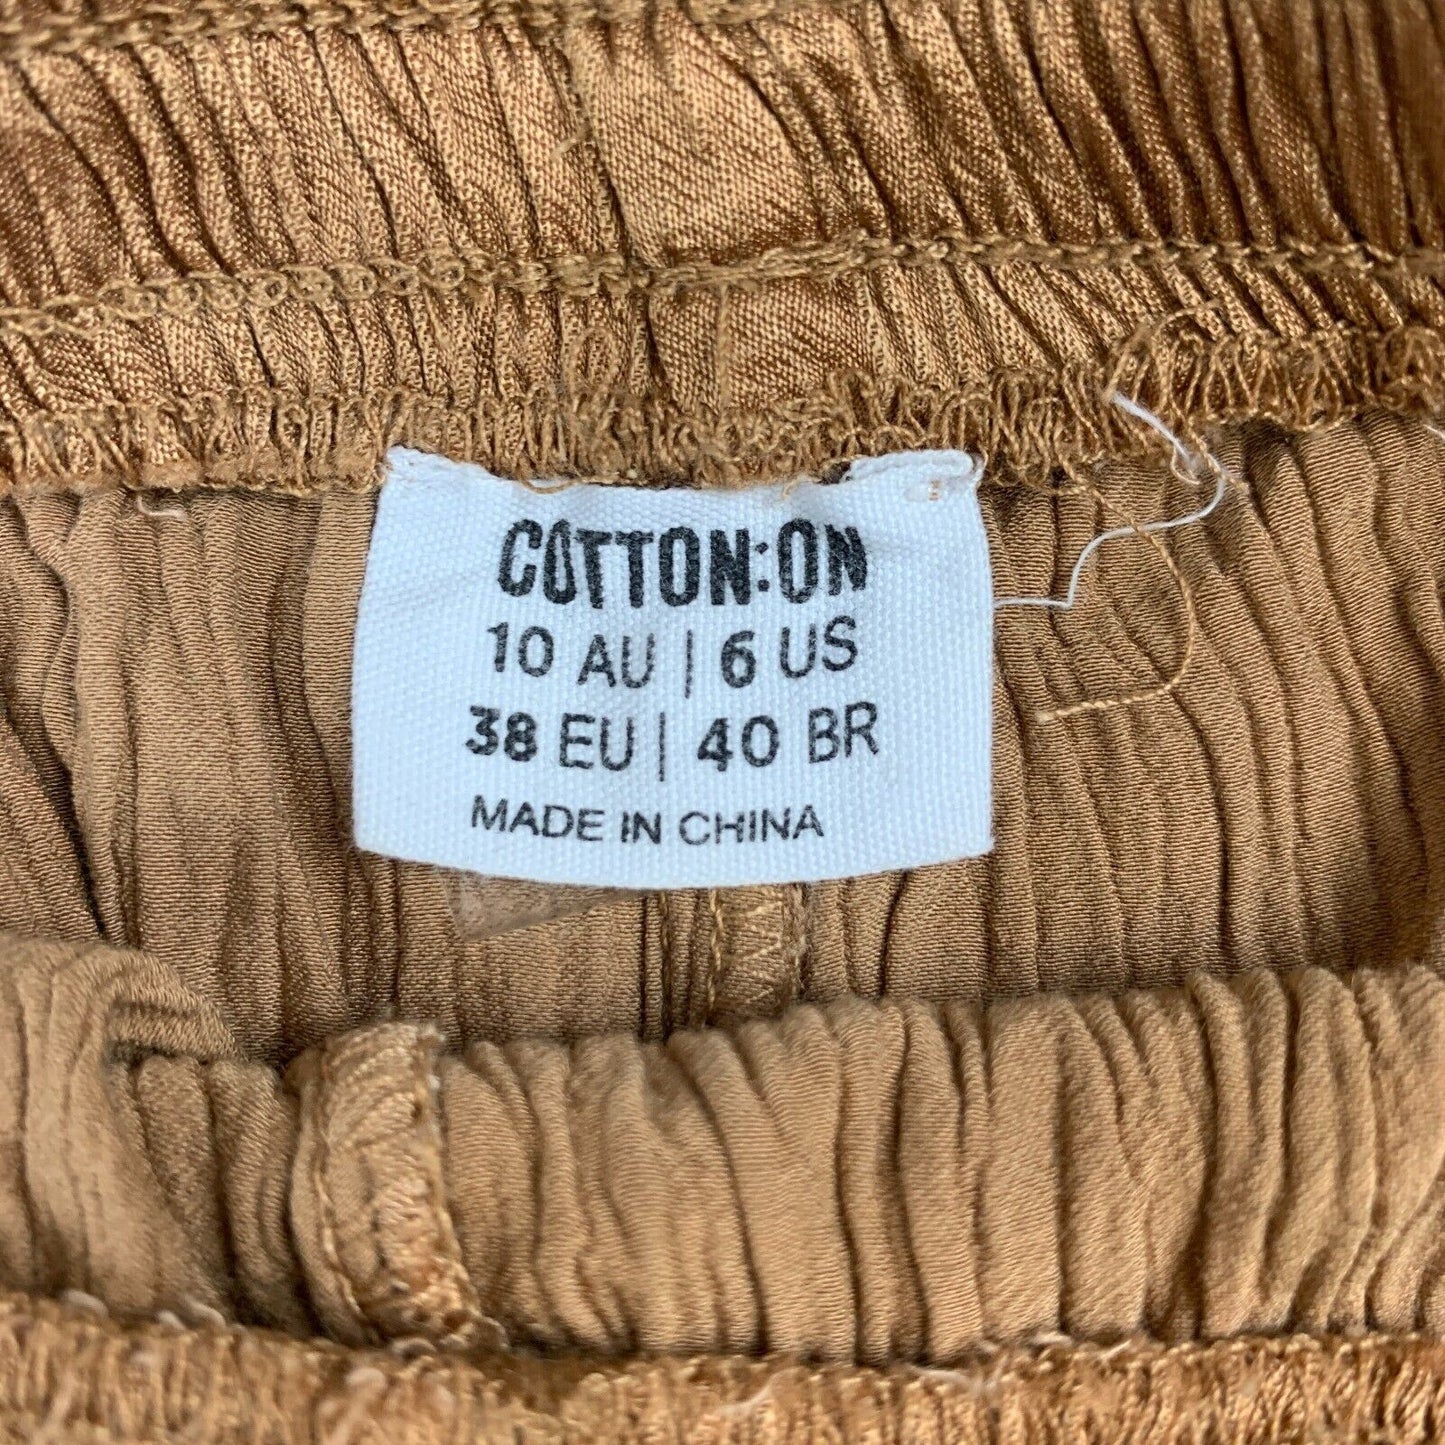 COTTON:ON
10 AU | 6 US
38 EU | 40 BR
MADE IN CHINA